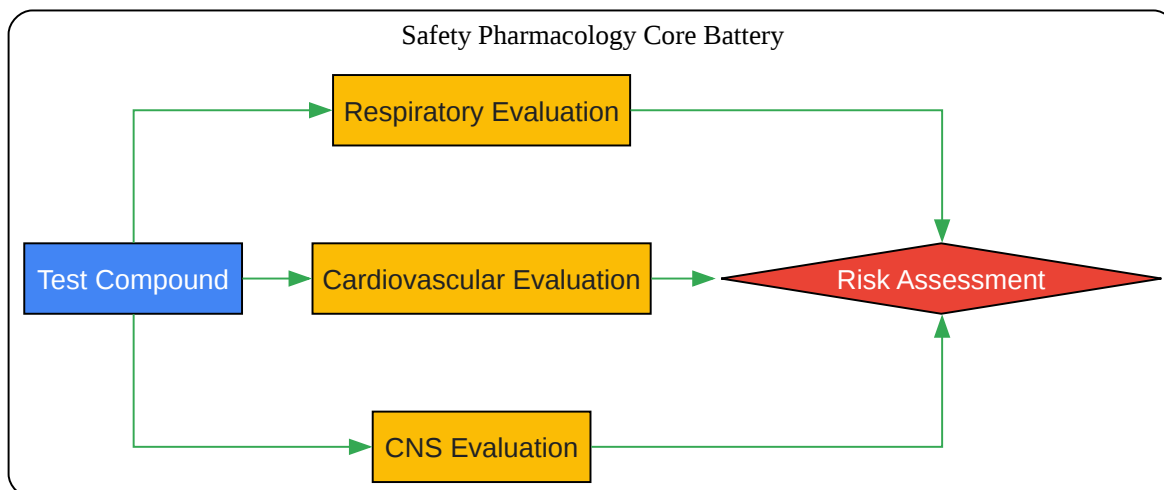 Safety Pharmacology Core Battery
Respiratory Evaluation
Test Compound
Cardiovascular Evaluation
Risk Assessment
CNS Evaluation